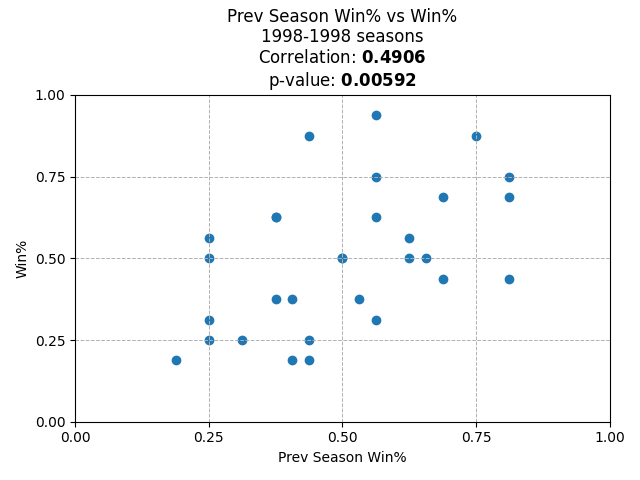 Prev Season Win% vs Win%
1998-1998 seasons
Correlation: 0.4906
p-value: 0.00592
1.00
0.75
0.50
0.25
0.00
Win%
0.00 0.25 0.50 0.75 1.00
Prev Season Win%